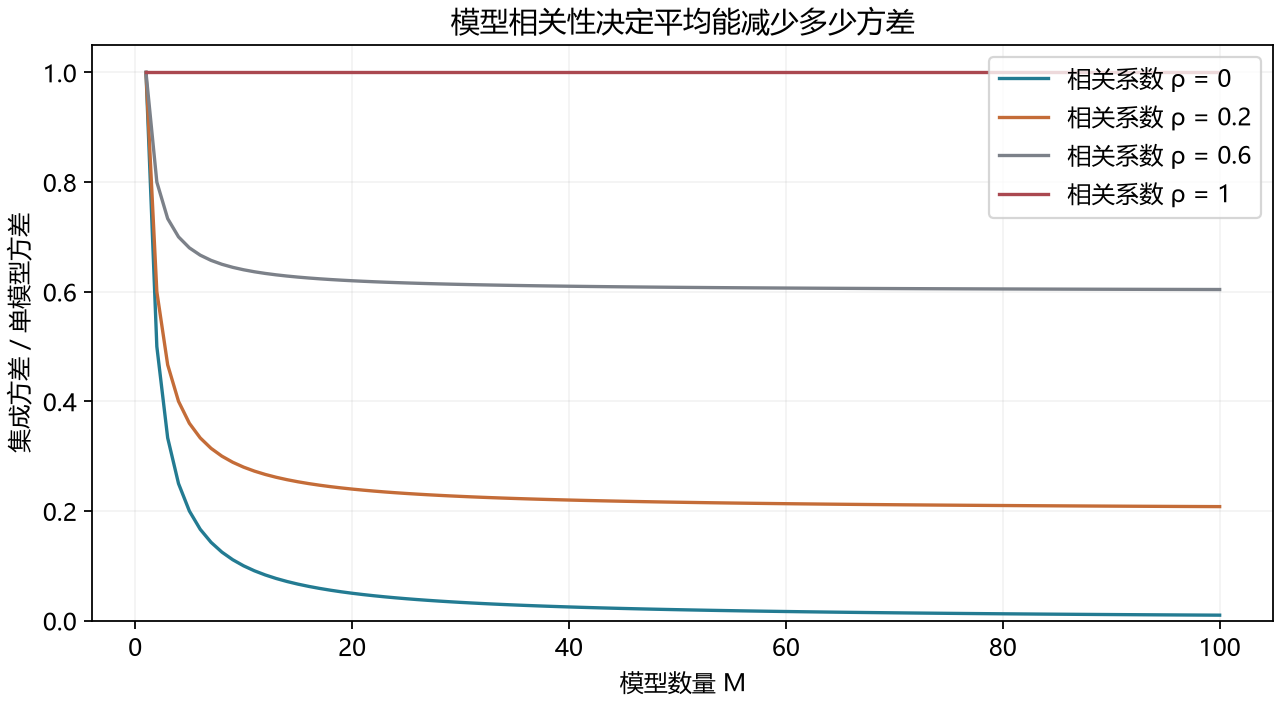 模型相关性决定平均能减少多少方差
相关系数 ρ = 0
相关系数 ρ = 0.2
相关系数 ρ = 0.6
相关系数 ρ = 1
集成方差 / 单模型方差
1.0
0.8
0.6
0.4
0.2
0.0
0 20 40 60 80 100
模型数量 M